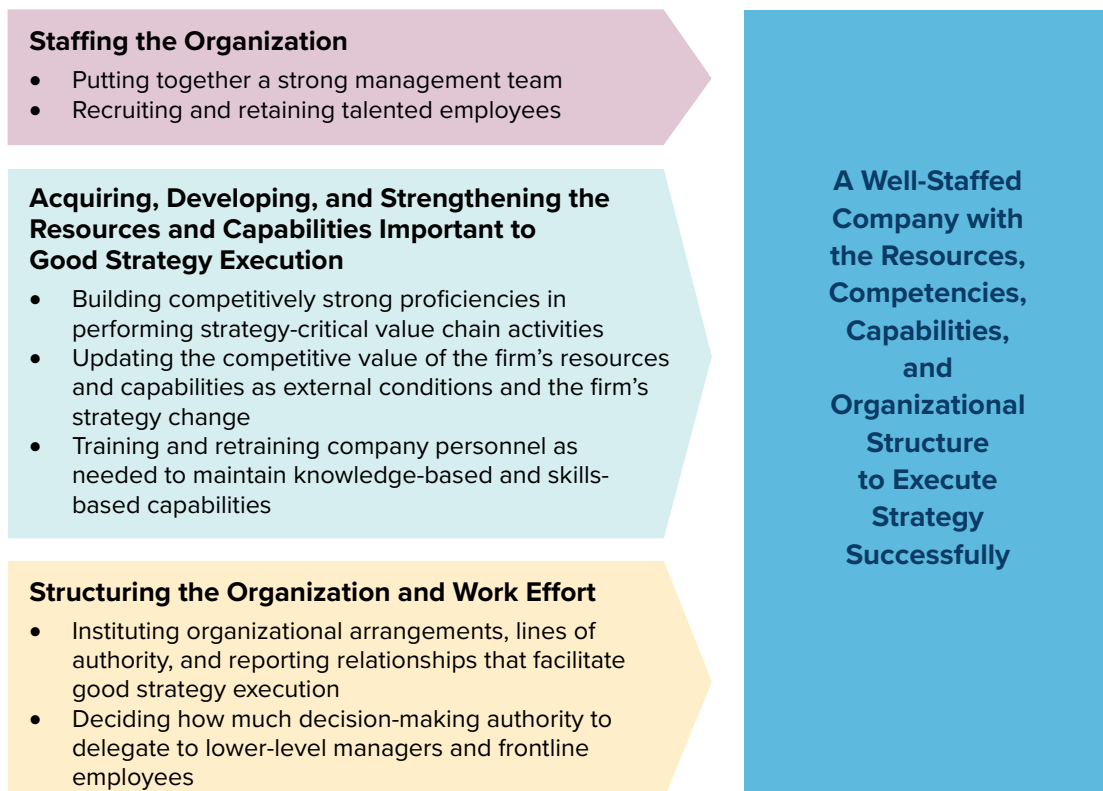 Staffing the Organization
• Putting together a strong management team
• Recruiting and retaining talented employees
Acquiring, Developing, and Strengthening the
Resources and Capabilities Important to
Good Strategy Execution
• Building competitively strong proficiencies in
performing strategy-critical value chain activities
• Updating the competitive value of the firm’s resources
and capabilities as external conditions and the firm’s
strategy change
• Training and retraining company personnel as
needed to maintain knowledge-based and skills-
based capabilities
Structuring the Organization and Work Effort
• Instituting organizational arrangements, lines of
authority, and reporting relationships that facilitate
good strategy execution
• Deciding how much decision-making authority to
delegate to lower-level managers and frontline
employees
A Well-Staffed
Company with
the Resources,
Competencies,
Capabilities,
and
Organizational
Structure
to Execute
Strategy
Successfully